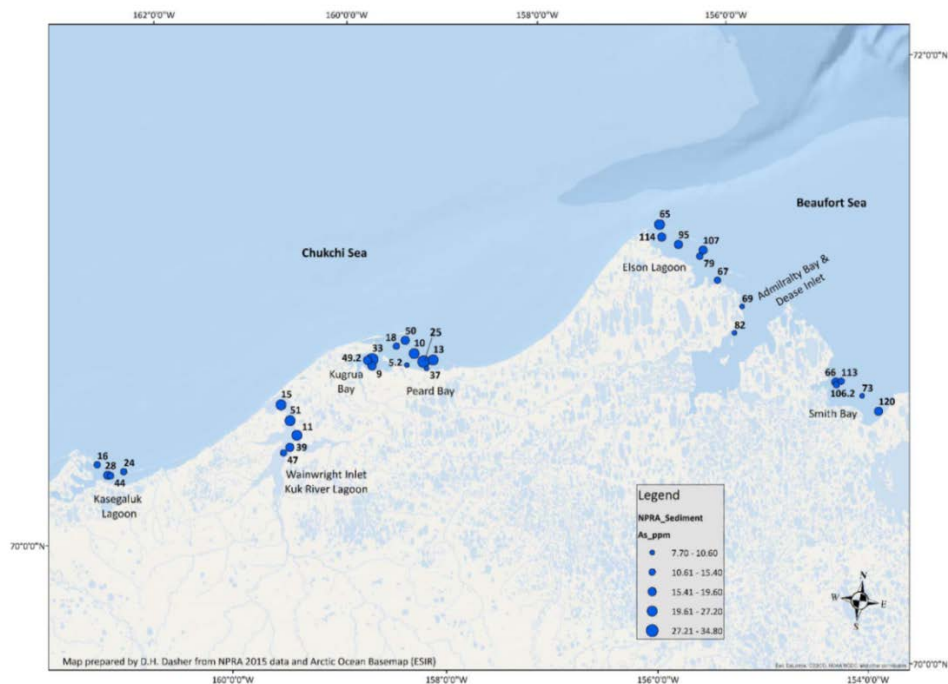 162°0'0"W
160°0'0"W
158°0'0"W
156°0'0"W
72°0'0"N
Beaufort Sea
Chukchi Sea
65
114
95
107
79
Elson Lagoon
67
Admilralty Bay &
Dease Inlet
69
82
50
18
25
10
13
33
49.2
5.2
9
37
Kugrua
Bay
Peard Bay
66
113
106.2
73
120
Smith Bay
15
51
11
39
47
Wainwright Inlet
Kuk River Lagoon
16
28
24
44
Kasegaluk
Lagoon
70°0'0"N
Legend
NPRA_Sediment
As_ppm
7.70 - 10.60
10.61 - 15.40
15.41 - 19.60
19.61 - 27.20
27.21 - 34.80
N
W
E
S
Map prepared by D.H. Dasher from NPRA 2015 data and Arctic Ocean Basemap (ESIR)
70°0'0"N
160°0'0"W
158°0'0"W
156°0'0"W
154°0'0"W